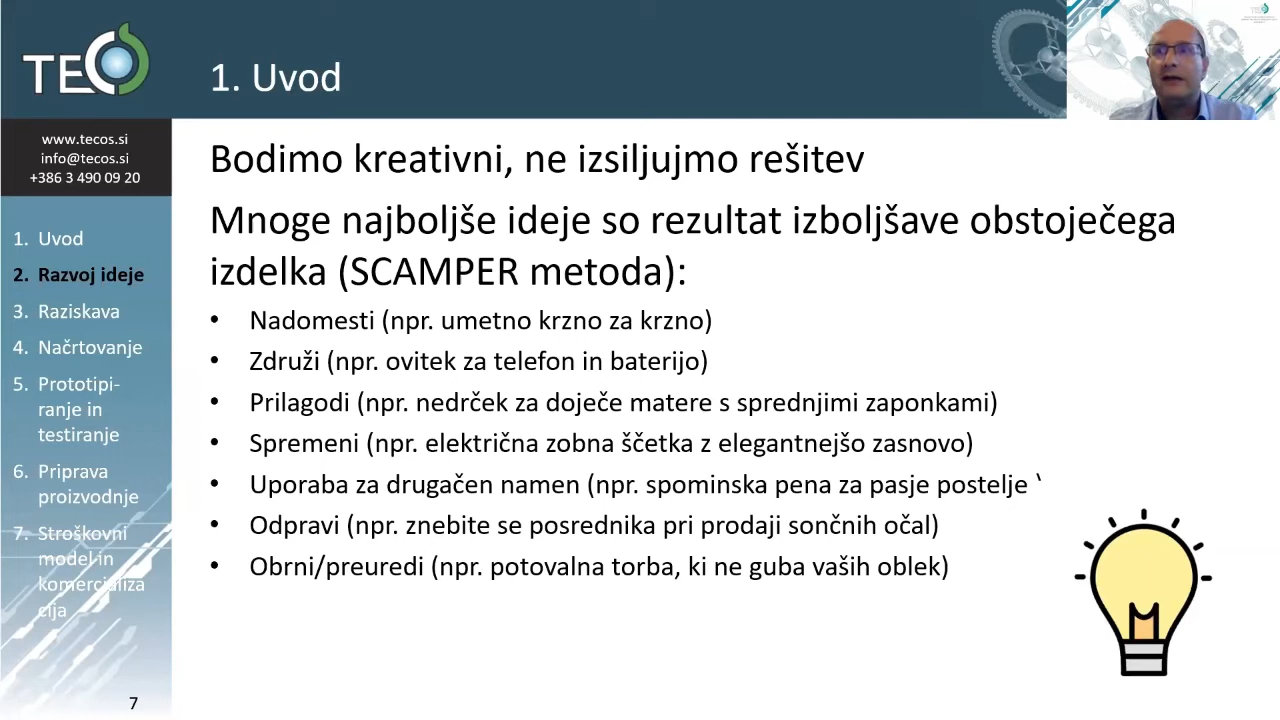 TECOS
1. Uvod
www.tecos.si
info@tecos.si
+386 3 490 09 20
1. Uvod
2. Razvoj ideje
3. Raziskava
4. Načrtovanje
5. Prototipi-
ranje in
testiranje
6. Priprava
proizvodnje
7. Stroškovni
model in
komercializa
cija
Bodimo kreativni, ne izsiljujmo rešitev
Mnoge najboljše ideje so rezultat izboljšave obstoječega
izdelka (SCAMPER metoda):
• Nadomesti (npr. umetno krzno za krzno)
• Združi (npr. ovitek za telefon in baterijo)
• Prilagodi (npr. nedrček za doječe matere s sprednjimi zaponkami)
• Spremeni (npr. električna zobna ščetka z elegantnejšo zasnovo)
• Uporaba za drugačen namen (npr. spominska pena za pasje postelje
• Odpravi (npr. znebite se posrednika pri prodaji sončnih očal)
• Obrni/preuredi (npr. potovalna torba, ki ne guba vaših oblek)
7